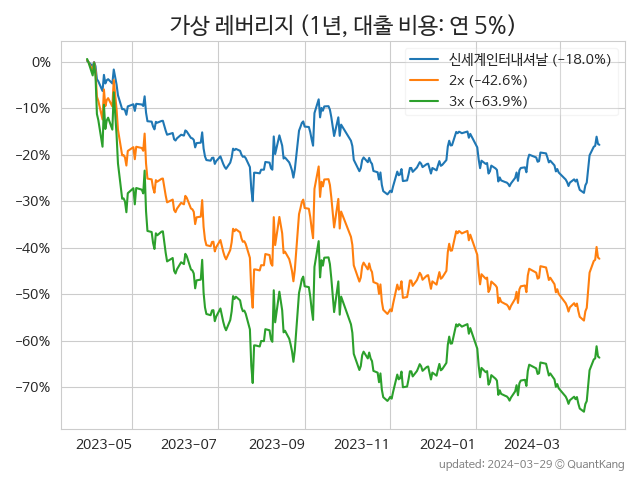 가상 레버리지 (1년, 대출 비용: 연 5%)
신세계인터내셔날 (−18.0%)
2x (−42.6%)
3x (−63.9%)
0%
−10%
−20%
−30%
−40%
−50%
−60%
−70%
2023-05 2023-07 2023-09 2023-11 2024-01 2024-03
updated: 2024-03-29 © QuantKang